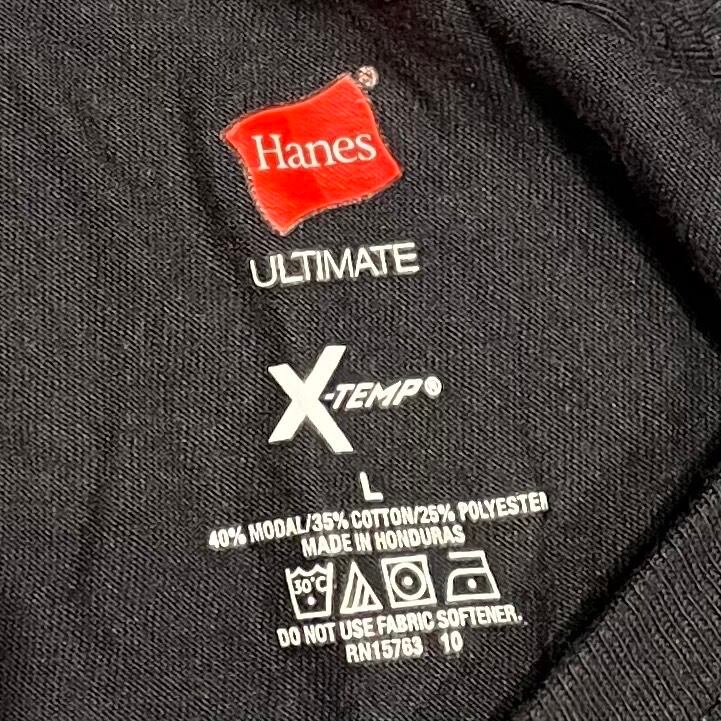 ®
Hanes
ULTIMATE
X-TEMP®
L
40% MODAL/35% COTTON/25% POLYESTER
MADE IN HONDURAS
30°C
DO NOT USE FABRIC SOFTENER.
RN15763 10